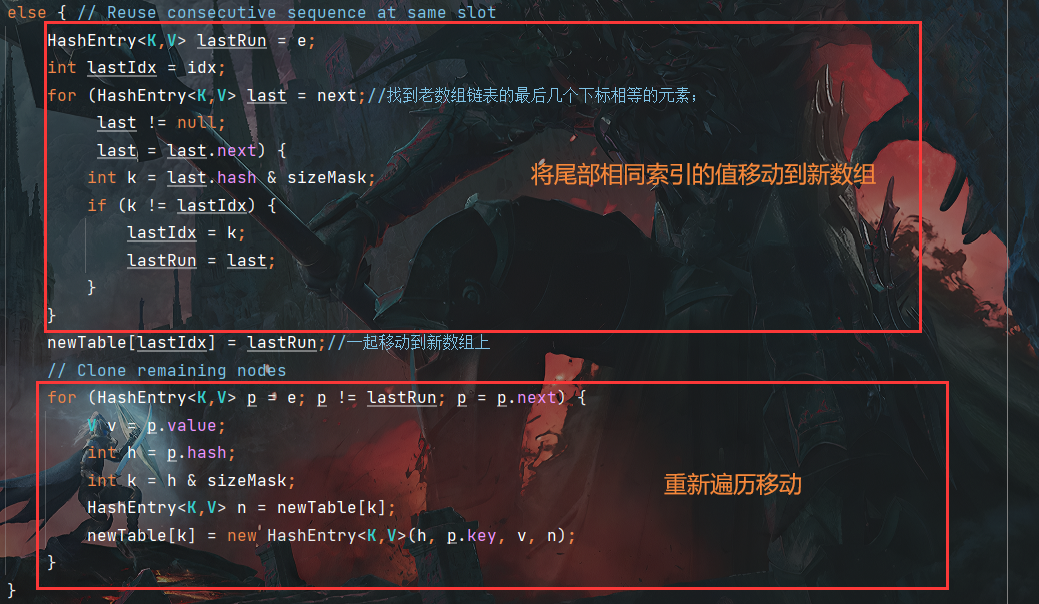 else { // Reuse consecutive sequence at same slot
HashEntry<K,V> lastRun = e;
int lastIdx = idx;
for (HashEntry<K,V> last = next;//找到老数组链表的最后几个下标相等的元素;
last != null;
last = last.next) {
将尾部相同索引的值移动到新数组
int k = last.hash & sizeMask;
if (k != lastIdx) {
lastIdx = k;
lastRun = last;
}
}
newTable[lastIdx] = lastRun;//一起移动到新数组上
// Clone remaining nodes
for (HashEntry<K,V> p = e; p != lastRun; p = p.next) {
V v = p.value;
int h = p.hash;
int k = h & sizeMask;
重新遍历移动
HashEntry<K,V> n = newTable[k];
newTable[k] = new HashEntry<K,V>(h, p.key, v, n);
}
}